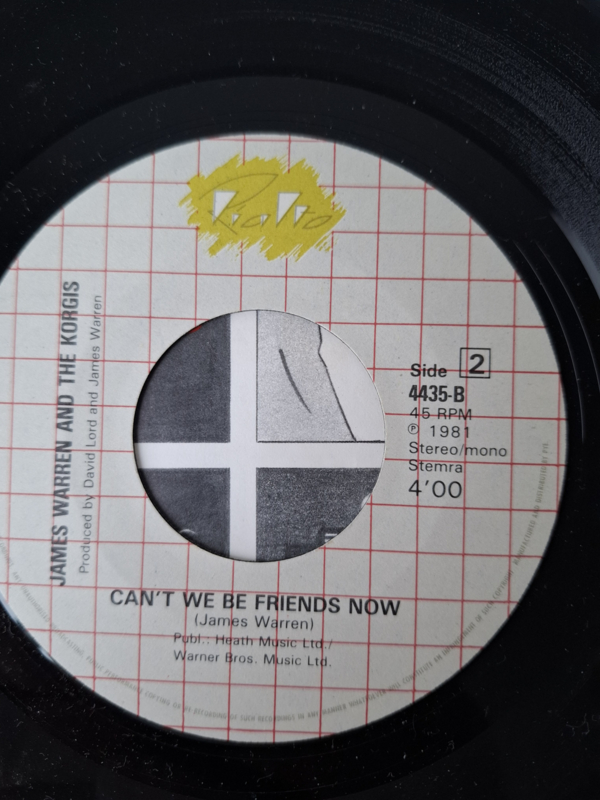 Rialto
JAMES WARREN AND THE KORGIS
Produced by David Lord and James Warren
Side 2
4435-B
45 RPM
℗ 1981
Stereo/mono
Stemra
4'00
CAN'T WE BE FRIENDS NOW
(James Warren)
Publ.: Heath Music Ltd./
Warner Bros. Music Ltd.